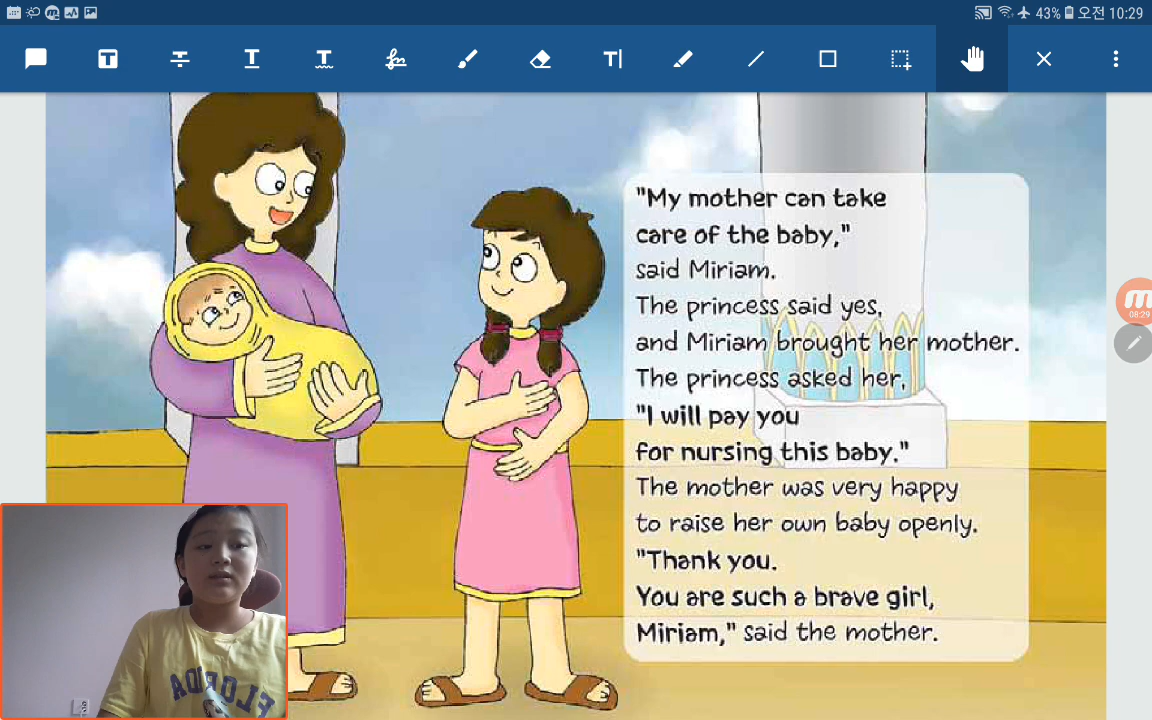 43% 오전 10:29
"My mother can take
care of the baby,"
said Miriam.
The princess said yes,
and Miriam brought her mother.
The princess asked her,
"I will pay you
for nursing this baby."
The mother was very happy
to raise her own baby openly.
"Thank you.
You are such a brave girl,
Miriam," said the mother.
08:29
FLORIDA